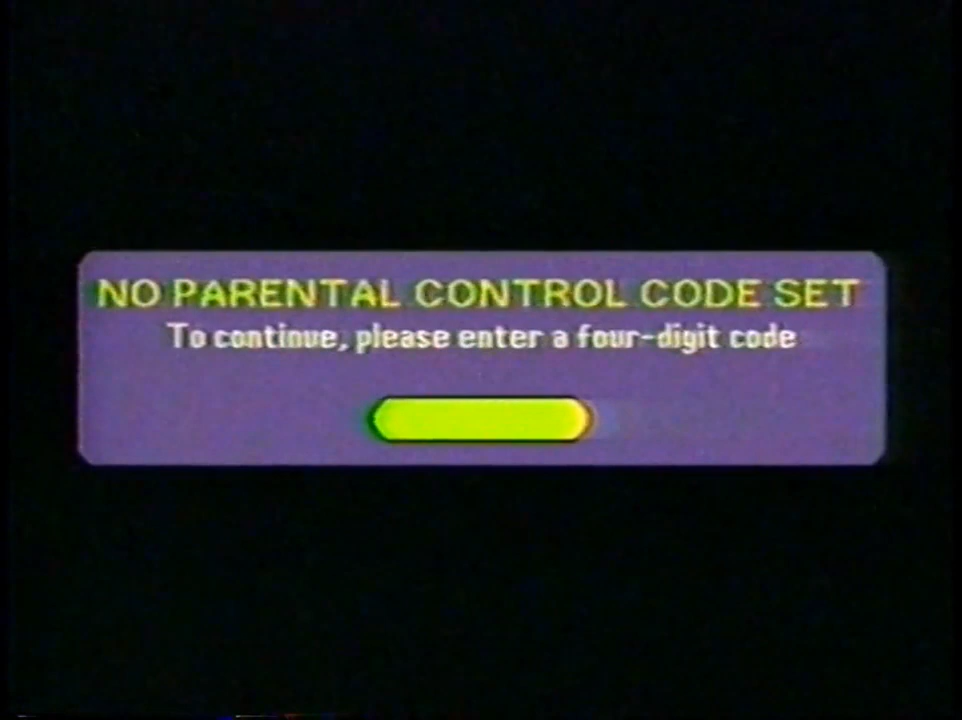 NO PARENTAL CONTROL CODE SET
To continue, please enter a four-digit code